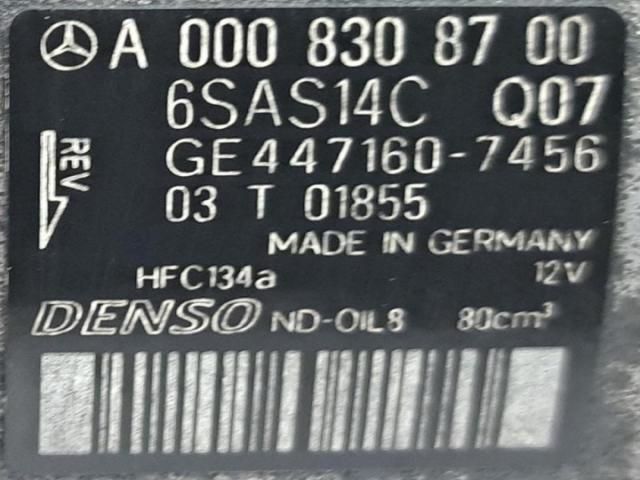 A 000 830 87 00
6SAS14C Q07
REV
GE447160-7456
03 T 01855
MADE IN GERMANY
HFC134a 12V
DENSO ND-OIL8 80cm³